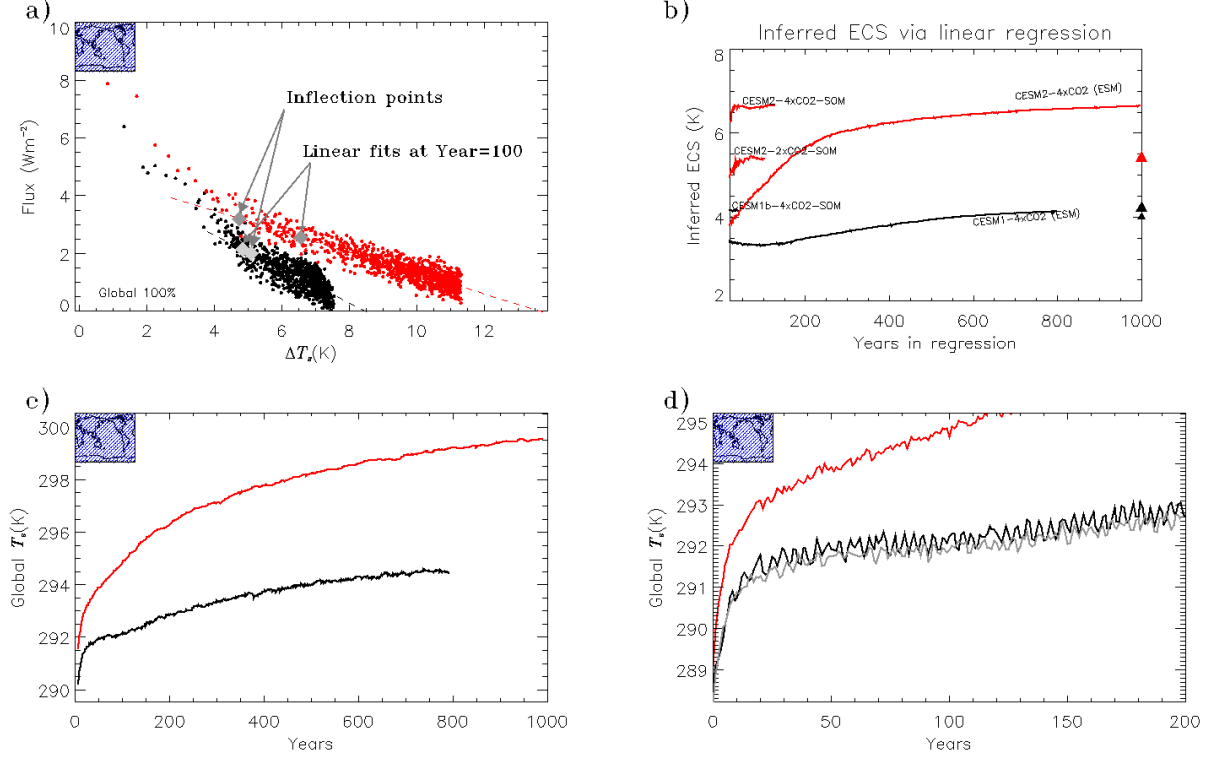 a)
10
8
6
4
2
0
Flux (Wm⁻²)
Inflection points
Linear fits at Year=100
Global 100%
0 2 4 6 8 10 12 14
ΔTₛ(K)
b)
Inferred ECS via linear regression
8
6
4
2
Inferred ECS (K)
CESM2-4xCO2-SOM
CESM2-4xCO2 (ESM)
CESM2-2xCO2-SOM
CESM1b-4xCO2-SOM
CESM1-4xCO2 (ESM)
200 400 600 800 1000
Years in regression
c)
300
298
296
294
292
290
Global Tₛ(K)
0 200 400 600 800 1000
Years
d)
295
294
293
292
291
290
289
Global Tₛ(K)
0 50 100 150 200
Years